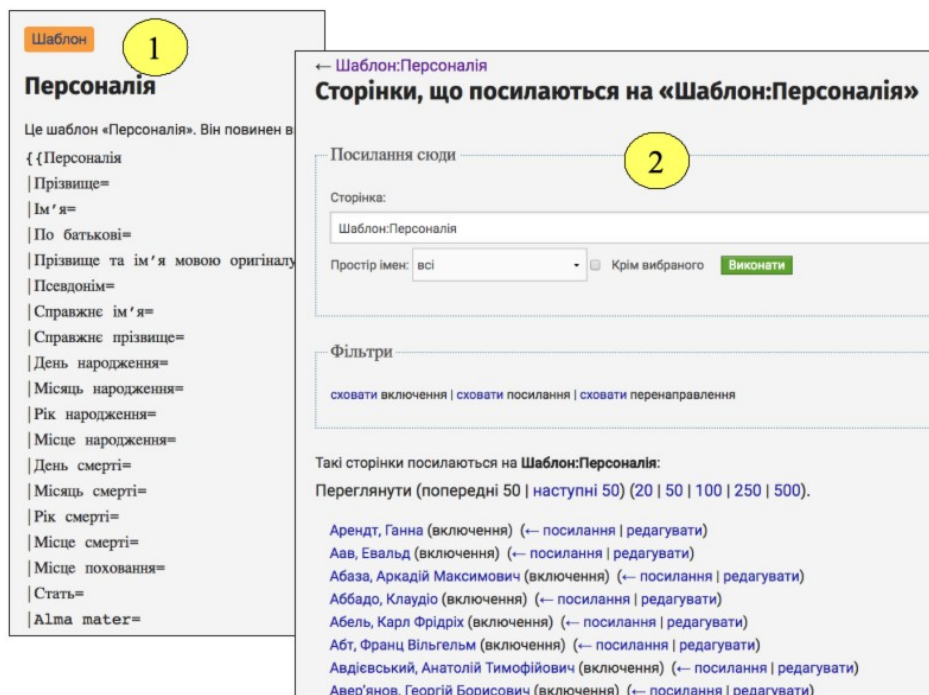 Шаблон
1
Персоналія
Це шаблон «Персоналія». Він повинен в
{{Персоналія
|Прізвище=
|Ім'я=
|По батькові=
|Прізвище та ім'я мовою оригіналу
|Псевдонім=
|Справжнє ім'я=
|Справжнє прізвище=
|День народження=
|Місяць народження=
|Рік народження=
|Місце народження=
|День смерті=
|Місяць смерті=
|Рік смерті=
|Місце смерті=
|Місце поховання=
|Стать=
|Alma mater=
← Шаблон:Персоналія
Сторінки, що посилаються на «Шаблон:Персоналія»
2
Посилання сюди
Сторінка:
Шаблон:Персоналія
Простір імен: всі Крім вибраного Виконати
Фільтри
сховати включення | сховати посилання | сховати перенаправлення
Такі сторінки посилаються на Шаблон:Персоналія:
Переглянути (попередні 50 | наступні 50) (20 | 50 | 100 | 250 | 500).
Арендт, Ганна (включення) (← посилання | редагувати)
Аав, Евальд (включення) (← посилання | редагувати)
Абаза, Аркадій Максимович (включення) (← посилання | редагувати)
Аббадо, Клаудіо (включення) (← посилання | редагувати)
Абель, Карл Фрідріх (включення) (← посилання | редагувати)
Абт, Франц Вільгельм (включення) (← посилання | редагувати)
Авдієвський, Анатолій Тимофійович (включення) (← посилання | редагувати)
Авер'янов, Георгій Борисович (включення) (← посилання | редагувати)